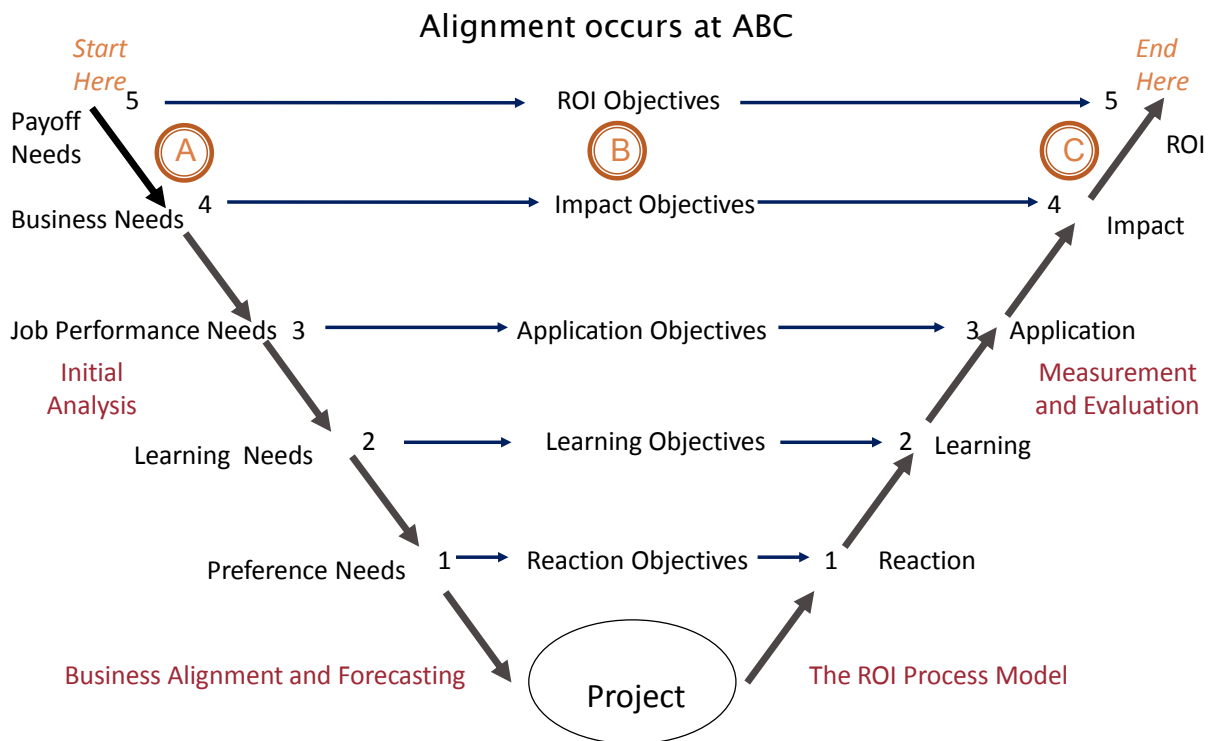 Alignment occurs at ABC
Start
Here
End
Here
5
ROI Objectives
5
Payoff
Needs
A
B
C
ROI
Business Needs
4
Impact Objectives
4
Impact
Job Performance Needs
3
Application Objectives
3
Application
Initial
Analysis
Measurement
and Evaluation
Learning Needs
2
Learning Objectives
2
Learning
Preference Needs
1
Reaction Objectives
1
Reaction
Business Alignment and Forecasting
Project
The ROI Process Model